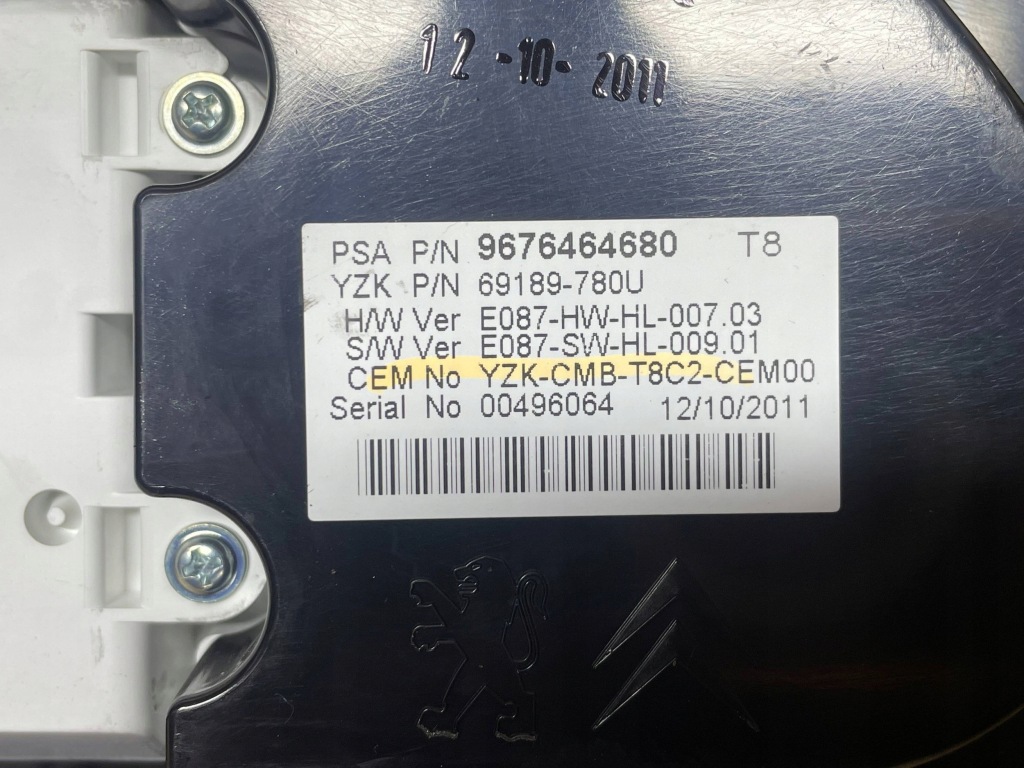 12-10-2011
PSA P/N 9676464680 T8
YZK P/N 69189-780U
H/W Ver E087-HW-HL-007.03
S/W Ver E087-SW-HL-009.01
CEM No YZK-CMB-T8C2-CEM00
Serial No 00496064 12/10/2011